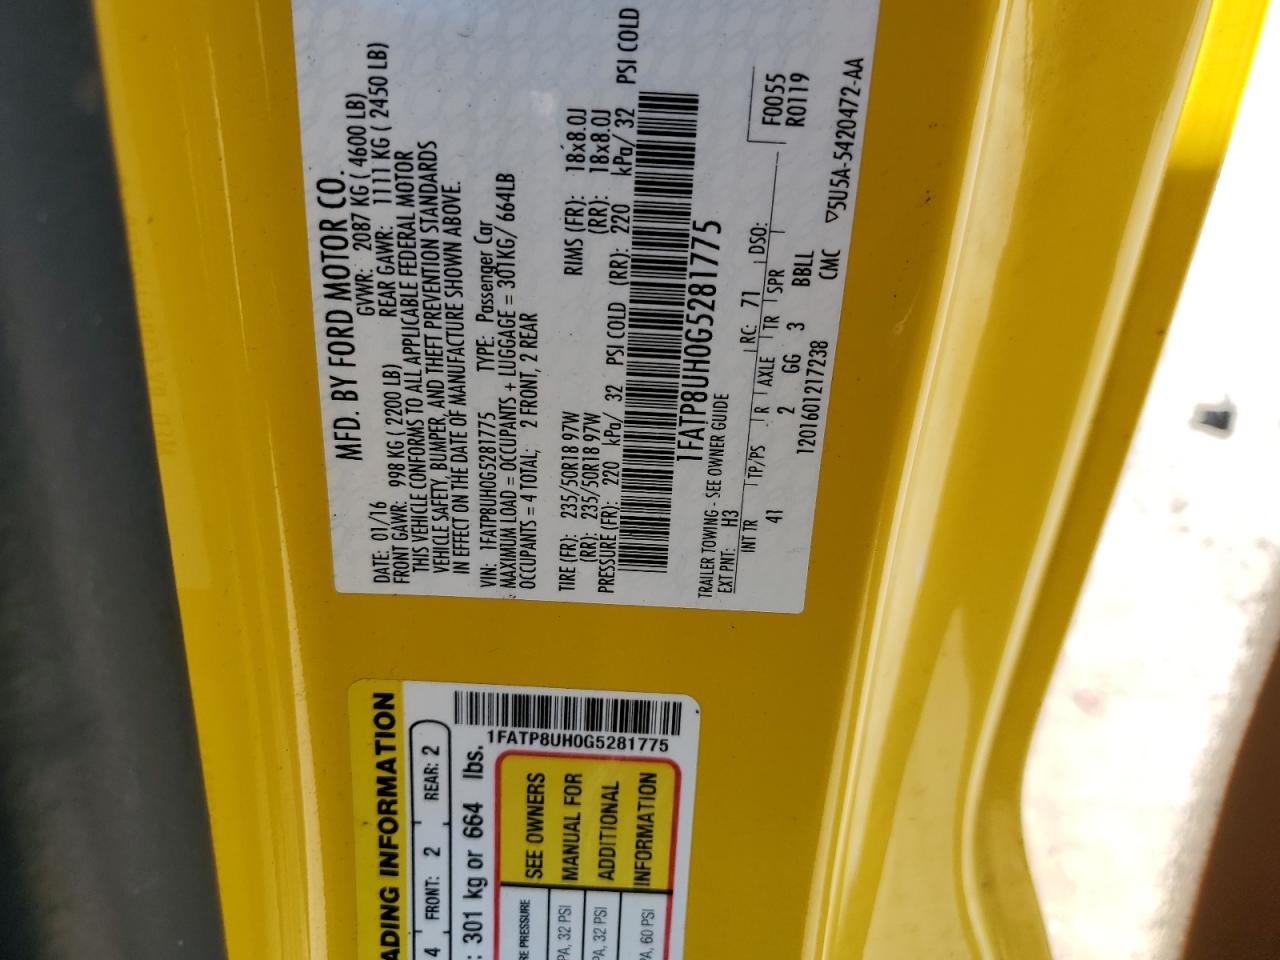 MFD. BY FORD MOTOR CO.
DATE: 01/16 GVWR: 2087 KG ( 4600 LB)
FRONT GAWR: 998 KG ( 2200 LB) REAR GAWR: 1111 KG ( 2450 LB)
THIS VEHICLE CONFORMS TO ALL APPLICABLE FEDERAL MOTOR
VEHICLE SAFETY, BUMPER, AND THEFT PREVENTION STANDARDS
IN EFFECT ON THE DATE OF MANUFACTURE SHOWN ABOVE.
VIN: 1FATP8UH0G5281775 TYPE: Passenger Car
MAXIMUM LOAD = OCCUPANTS + LUGGAGE = 301KG/ 664LB
OCCUPANTS = 4 TOTAL; 2 FRONT, 2 REAR
TIRE (FR): 235/50R18 97W RIMS (FR): 18x8.0J
(RR): 235/50R18 97W (RR): 18x8.0J
PRESSURE (FR): 220 kPa/ 32 PSI COLD (RR): 220 kPa/ 32 PSI COLD
1FATP8UH0G5281775
TRAILER TOWING - SEE OWNER GUIDE
EXT PNT: H3 RC: 71 DSO: F0055
R0119
INT TR TP/PS R AXLE TR SPR
41 2 GG 3 BBLL
1201601217238 CMC ▽5U5A-5420472-AA
ADING INFORMATION
4 FRONT: 2 REAR: 2
: 301 kg or 664 lbs.
1FATP8UH0G5281775
RE PRESSURE
PA, 32 PSI
PA, 32 PSI
PA, 60 PSI
SEE OWNERS
MANUAL FOR
ADDITIONAL
INFORMATION